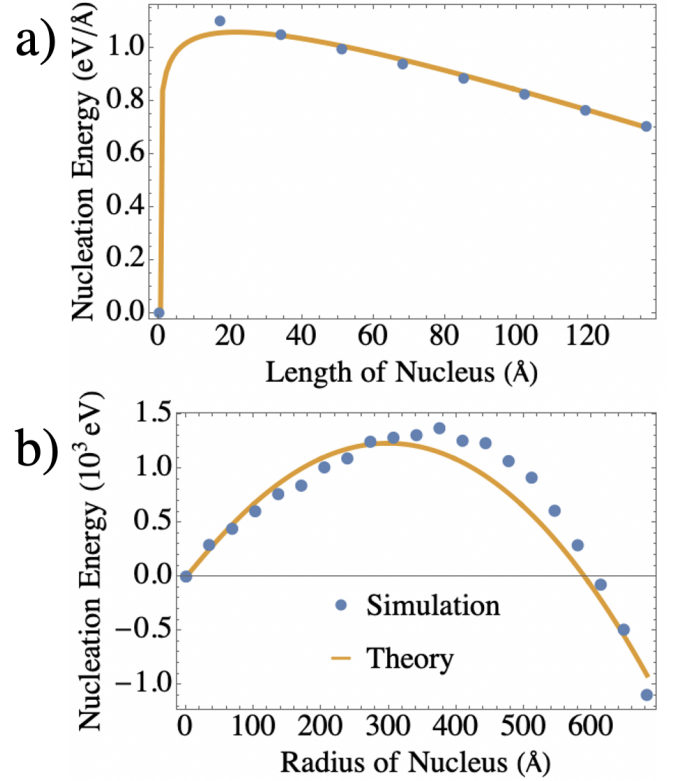 a)
Nucleation Energy (eV/Å)
1.0
0.8
0.6
0.4
0.2
0.0
0 20 40 60 80 100 120
Length of Nucleus (Å)
b)
Nucleation Energy (10³ eV)
1.5
1.0
0.5
0.0
−0.5
−1.0
Simulation
Theory
0 100 200 300 400 500 600
Radius of Nucleus (Å)